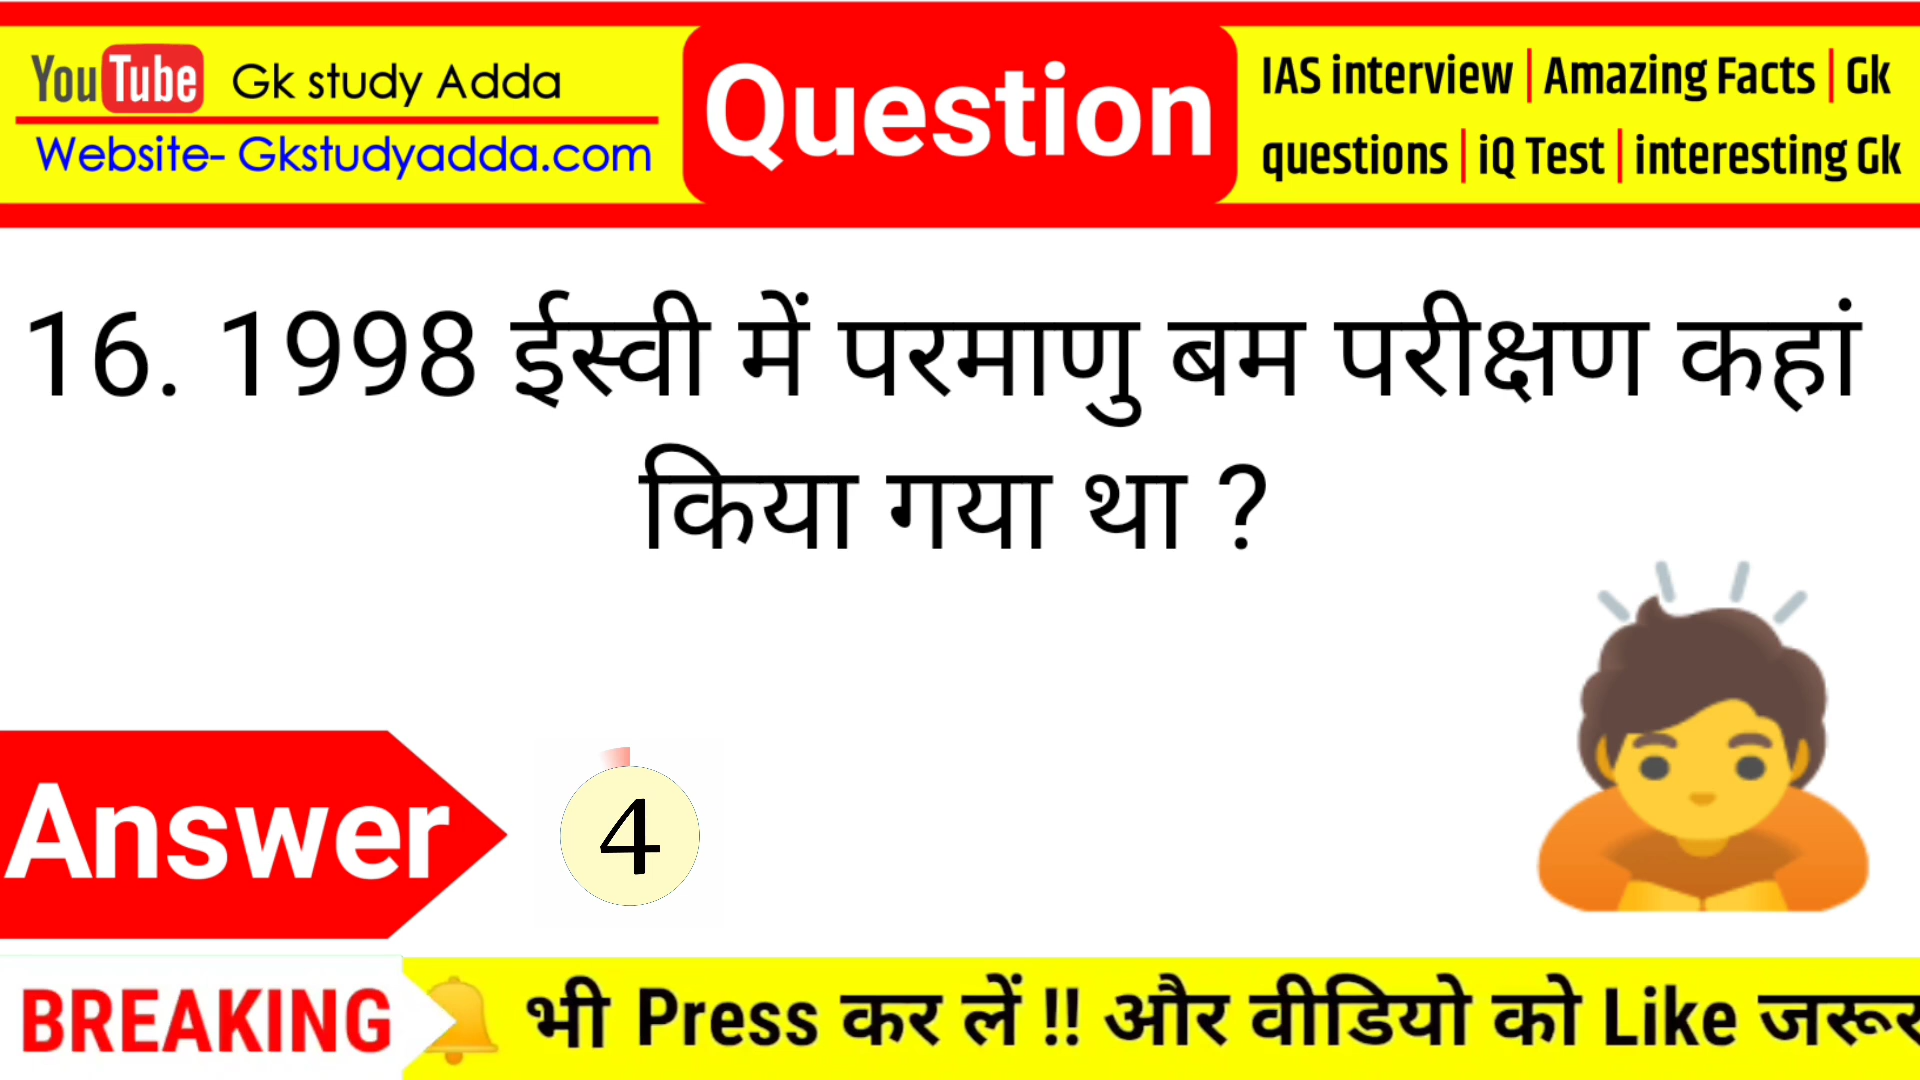 YouTube Gk study Adda
Website- Gkstudyadda.com
Question
IAS interview | Amazing Facts | Gk
questions | iQ Test | interesting Gk
16. 1998 ईस्वी में परमाणु बम परीक्षण कहां
किया गया था ?
Answer
4
BREAKING
भी Press कर लें !! और वीडियो को Like जरूर